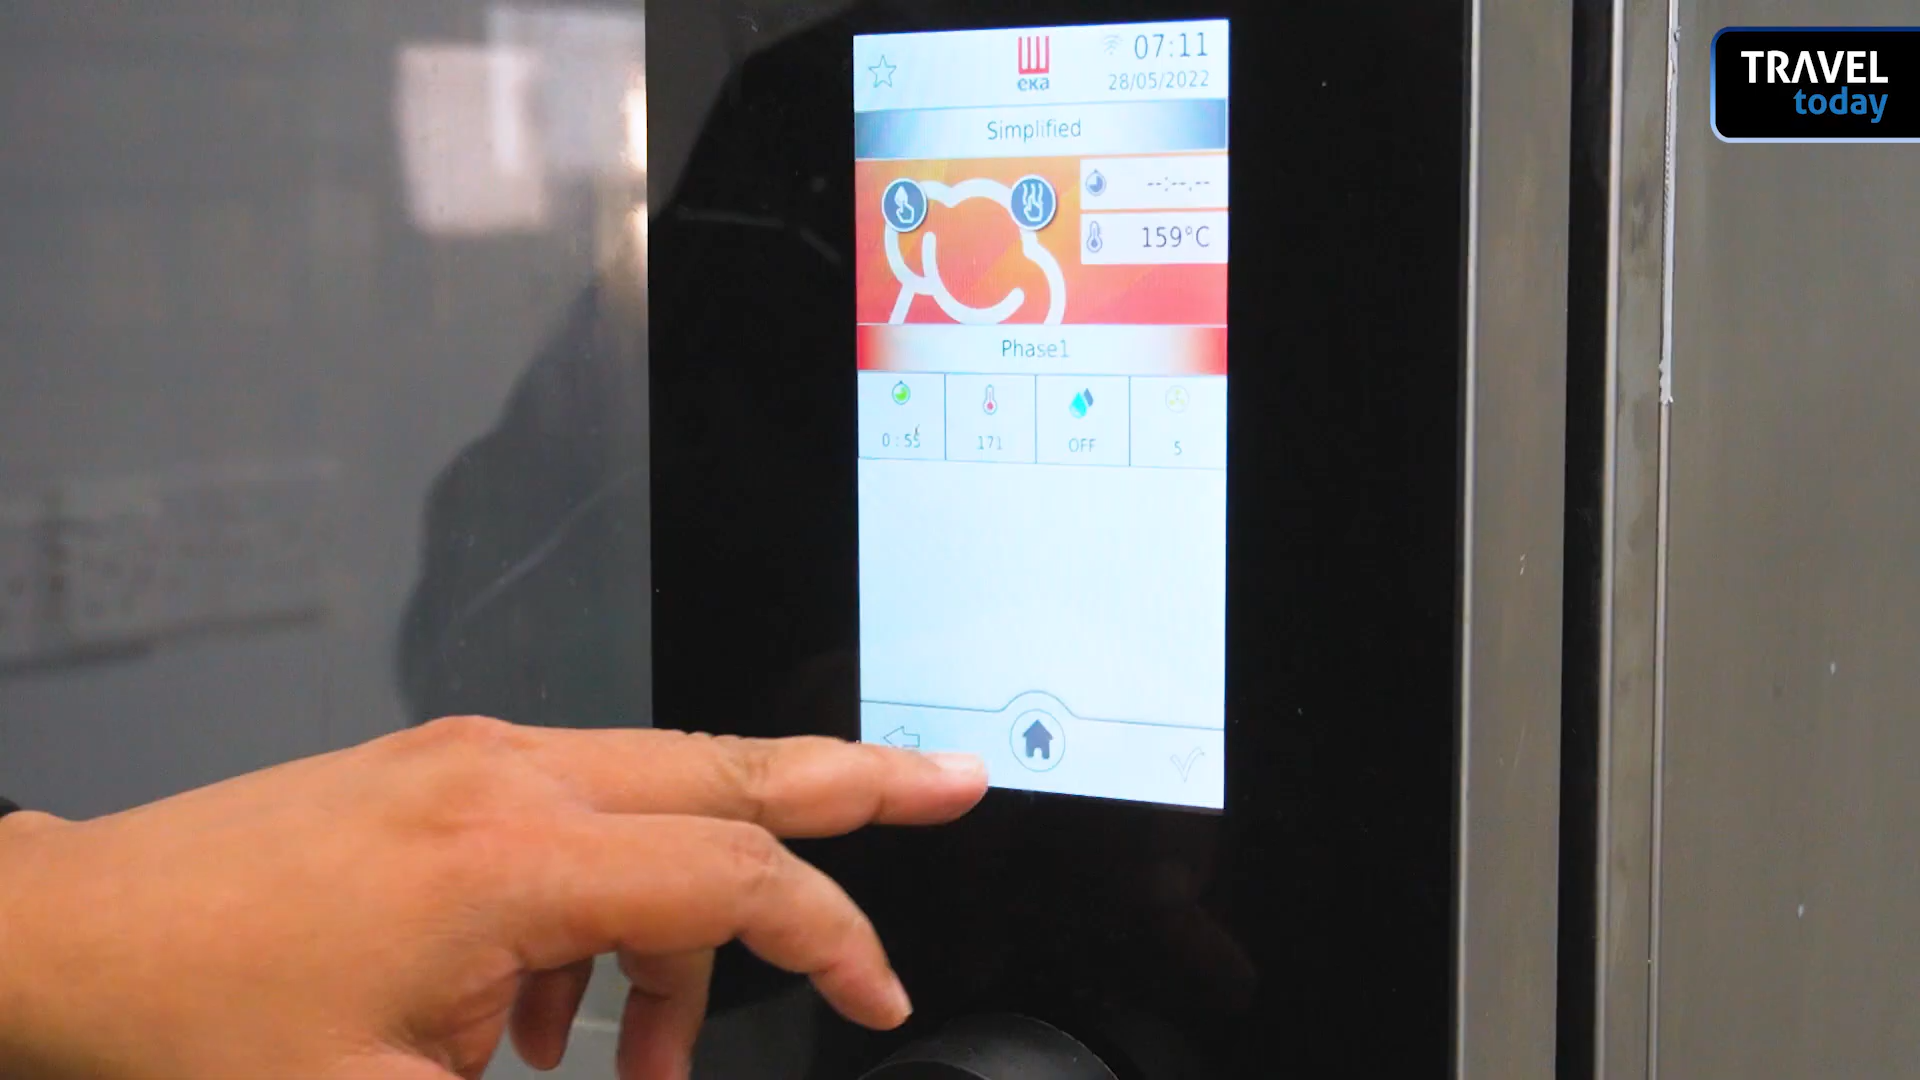 TRAVEL
today
eka
07:11
28/05/2022
Simplified
--:--,--
159°C
Phase1
0:55
171
OFF
5